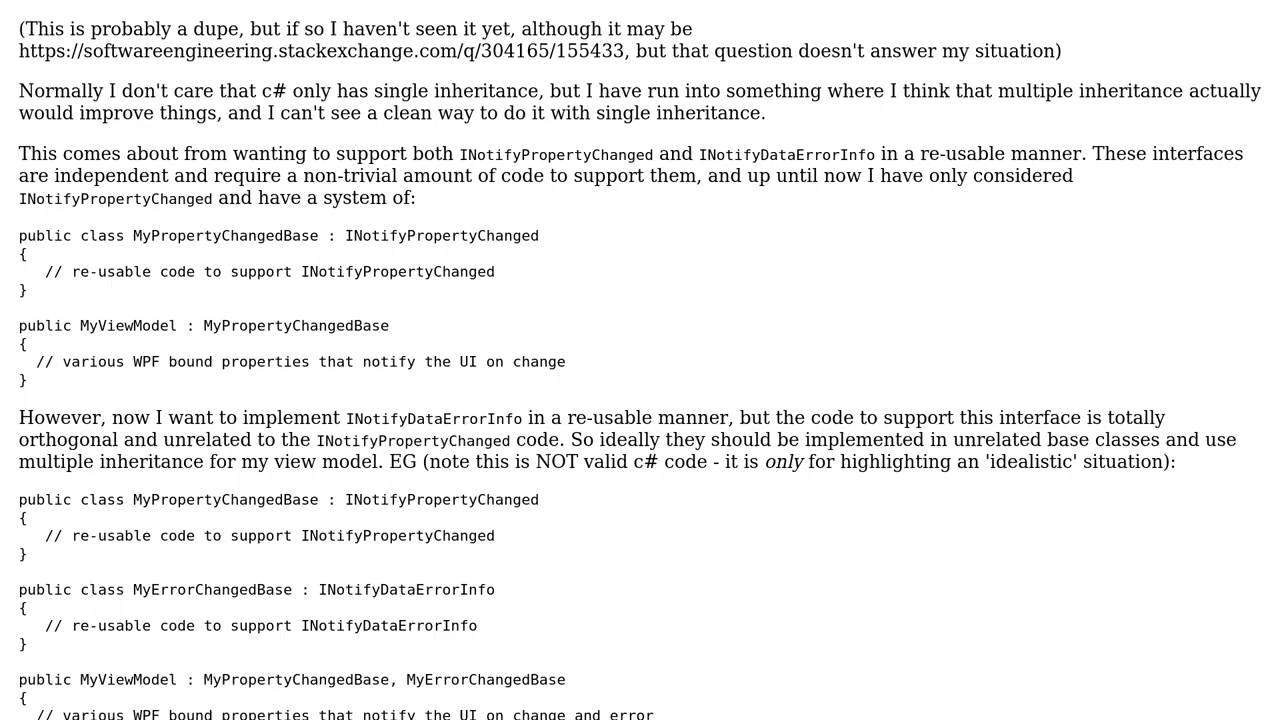 (This is probably a dupe, but if so I haven't seen it yet, although it may be
https://softwareengineering.stackexchange.com/q/304165/155433, but that question doesn't answer my situation)
Normally I don't care that c# only has single inheritance, but I have run into something where I think that multiple inheritance actually
would improve things, and I can't see a clean way to do it with single inheritance.
This comes about from wanting to support both INotifyPropertyChanged and INotifyDataErrorInfo in a re-usable manner. These interfaces
are independent and require a non-trivial amount of code to support them, and up until now I have only considered
INotifyPropertyChanged and have a system of:
public class MyPropertyChangedBase : INotifyPropertyChanged
{
   // re-usable code to support INotifyPropertyChanged
}
public MyViewModel : MyPropertyChangedBase
{
  // various WPF bound properties that notify the UI on change
}
However, now I want to implement INotifyDataErrorInfo in a re-usable manner, but the code to support this interface is totally
orthogonal and unrelated to the INotifyPropertyChanged code. So ideally they should be implemented in unrelated base classes and use
multiple inheritance for my view model. EG (note this is NOT valid c# code - it is only for highlighting an 'idealistic' situation):
public class MyPropertyChangedBase : INotifyPropertyChanged
{
   // re-usable code to support INotifyPropertyChanged
}
public class MyErrorChangedBase : INotifyDataErrorInfo
{
   // re-usable code to support INotifyDataErrorInfo
}
public MyViewModel : MyPropertyChangedBase, MyErrorChangedBase
{
  // various WPF bound properties that notify the UI on change and error